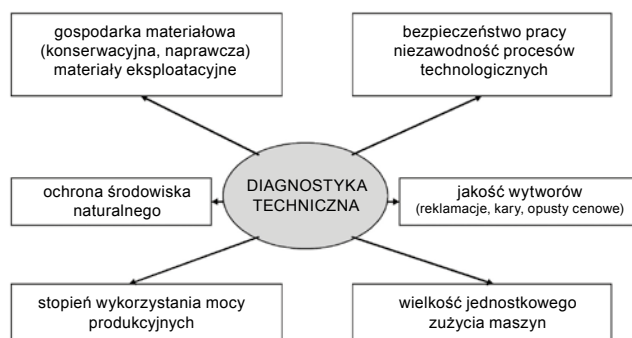 gospodarka materiałowa
(konserwacyjna, naprawcza)
materiały eksploatacyjne
bezpieczeństwo pracy
niezawodność procesów
technologicznych
ochrona środowiska
naturalnego
DIAGNOSTYKA
TECHNICZNA
jakość wytworów
(reklamacje, kary, opusty cenowe)
stopień wykorzystania mocy
produkcyjnych
wielkość jednostkowego
zużycia maszyn